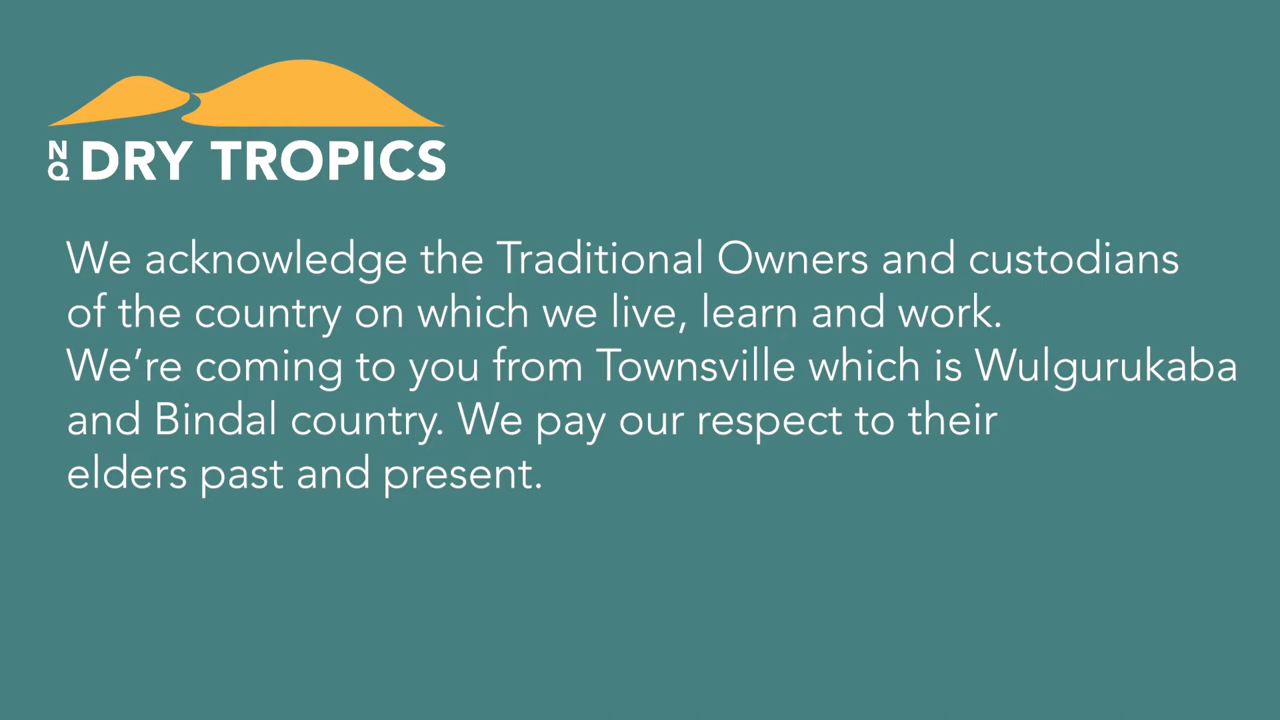 NQ DRY TROPICS
We acknowledge the Traditional Owners and custodians
of the country on which we live, learn and work.
We’re coming to you from Townsville which is Wulgurukaba
and Bindal country. We pay our respect to their
elders past and present.